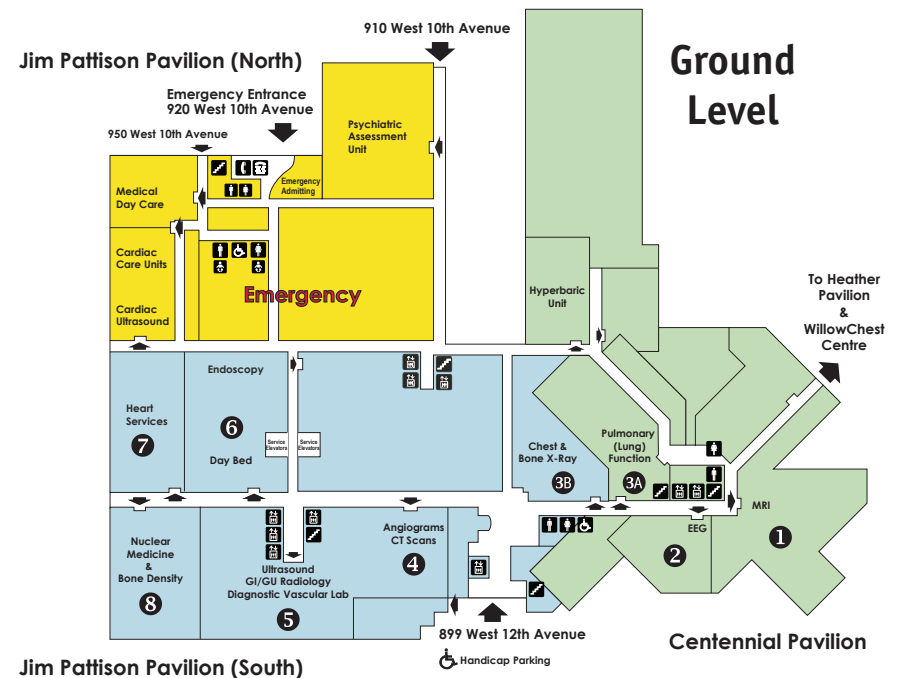 910 West 10th Avenue
Ground
Level
Jim Pattison Pavilion (North)
Emergency Entrance
920 West 10th Avenue
950 West 10th Avenue
Psychiatric
Assessment
Unit
Emergency
Admitting
Medical
Day Care
Cardiac
Care Units
Cardiac
Ultrasound
Emergency
Hyperbaric
Unit
To Heather
Pavilion
&
WillowChest
Centre
Endoscopy
Heart
Services
7
6
Day Bed
Service
Elevators
Service
Elevators
Chest &
Bone X-Ray
3B
Pulmonary
(Lung)
Function
3A
MRI
1
EEG
2
Nuclear
Medicine
&
Bone Density
8
Angiograms
CT Scans
4
Ultrasound
GI/GU Radiology
Diagnostic Vascular Lab
5
899 West 12th Avenue
Handicap Parking
Centennial Pavilion
Jim Pattison Pavilion (South)